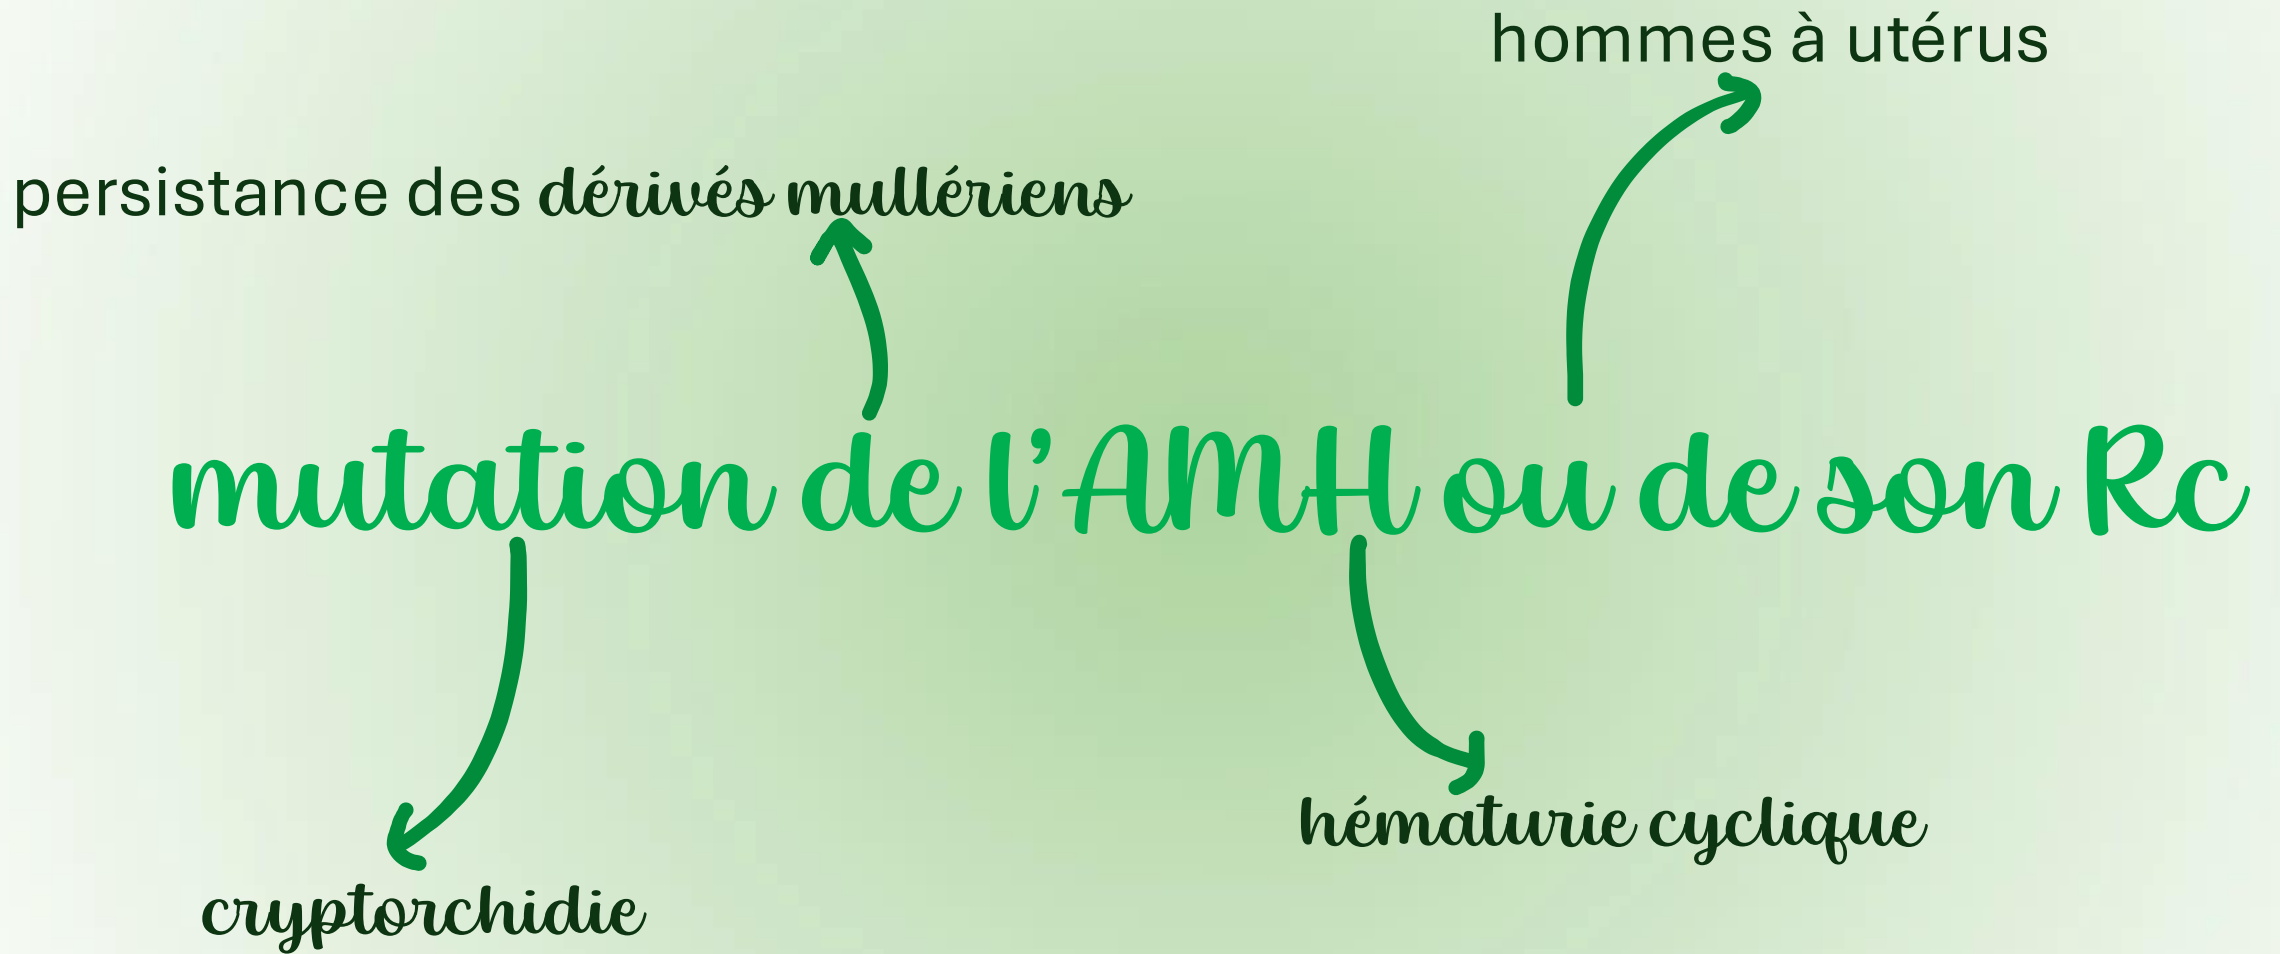 hommes à utérus
persistance des dérivés mullériens
mutation de l'AMH ou de son Rc
hématurie cyclique
cryptorchidie